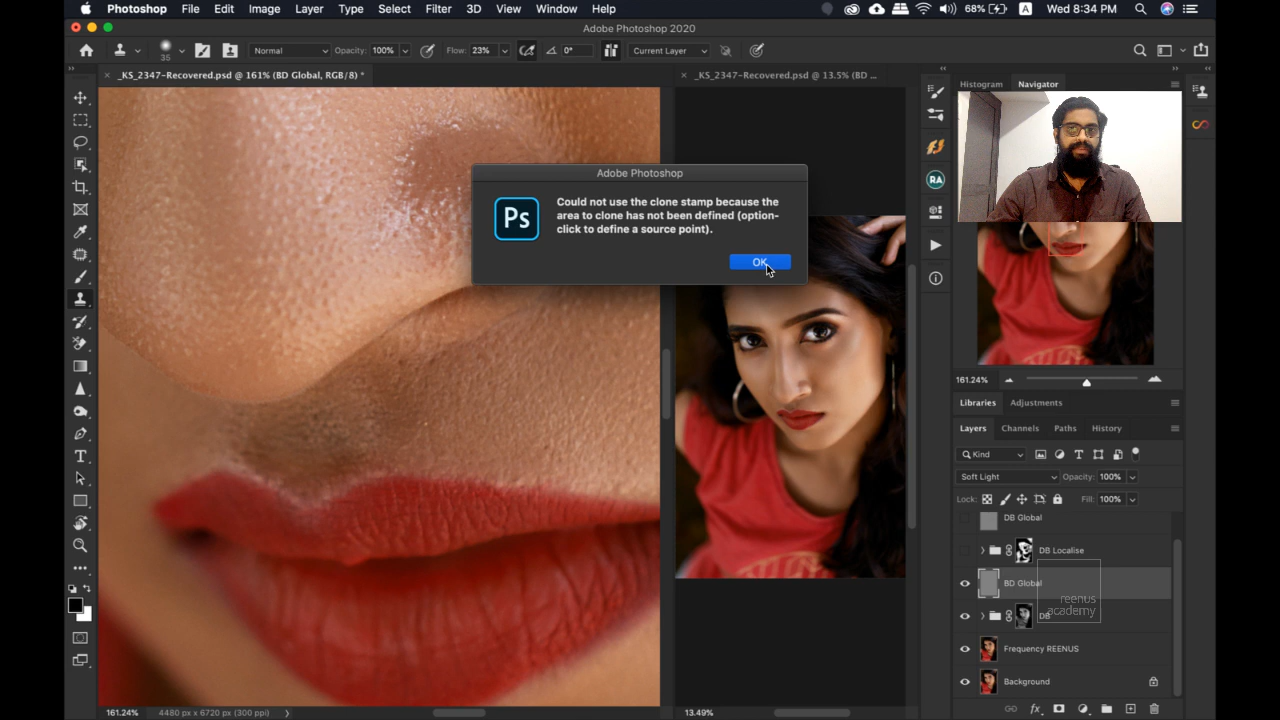 Photoshop File Edit Image Layer Type Select Filter 3D View Window Help 68% A Wed 8:34 PM
Adobe Photoshop 2020
35 Normal Opacity: 100% Flow: 23% 0° Current Layer
_KS_2347-Recovered.psd @ 161% (BD Global, RGB/8) *
_KS_2347-Recovered.psd @ 13.5% (BD ...
Histogram Navigator
Adobe Photoshop
Ps
Could not use the clone stamp because the
area to clone has not been defined (option-
click to define a source point).
OK
RA
161.24%
Libraries Adjustments
Layers Channels Paths History
Kind
Soft Light Opacity: 100%
Lock: Fill: 100%
DB Global
DB Localise
BD Global
DB
reenus
academy
Frequency REENUS
Background
fx
161.24% 4480 px x 6720 px (300 ppi)
13.49%